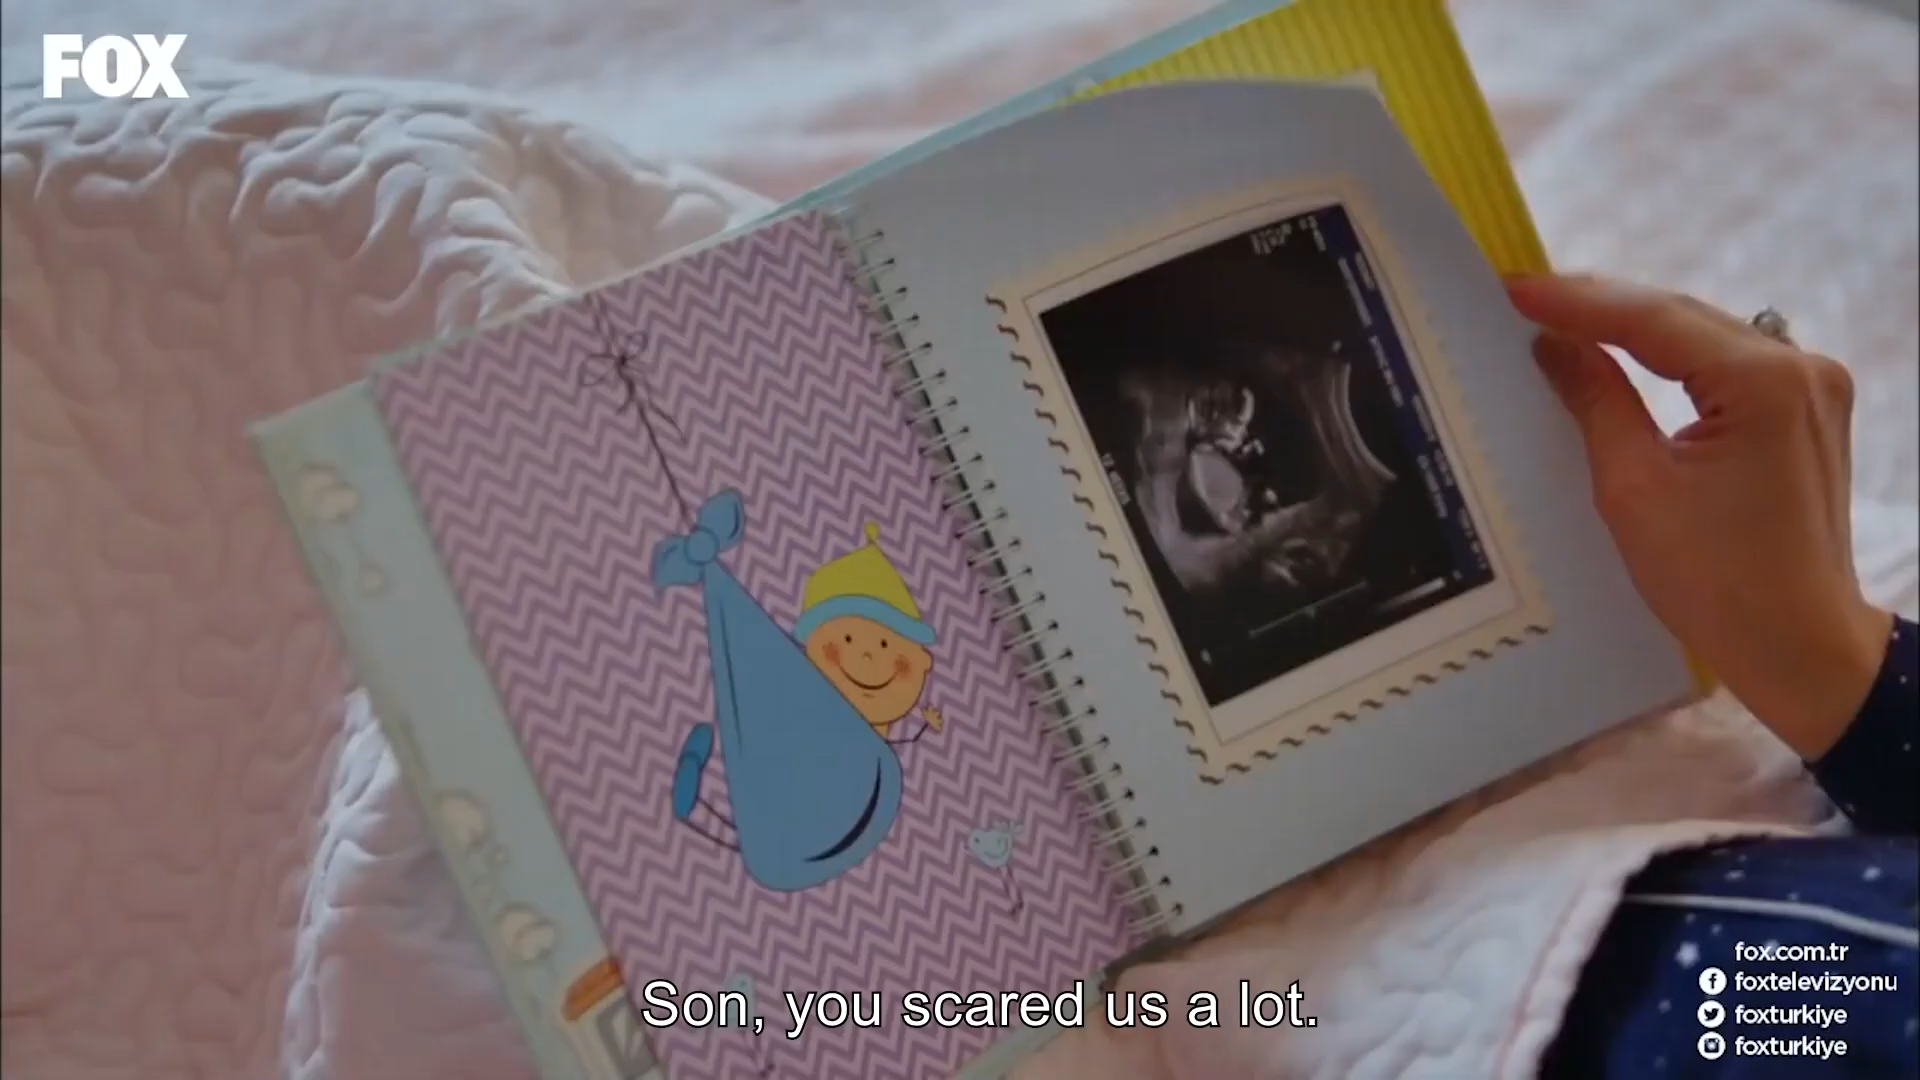 FOX
Son, you scared us a lot.
fox.com.tr
foxtelevizyonu
foxturkiye
foxturkiye